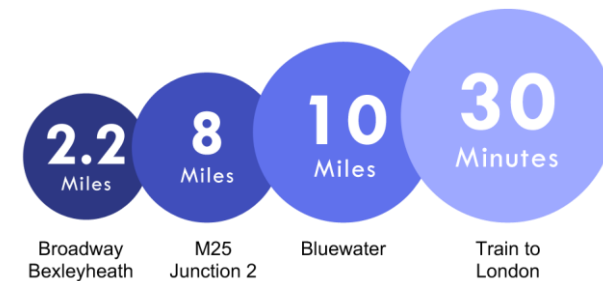 2.2
Miles
8
Miles
10
Miles
30
Minutes
Broadway
Bexleyheath
M25
Junction 2
Bluewater
Train to
London